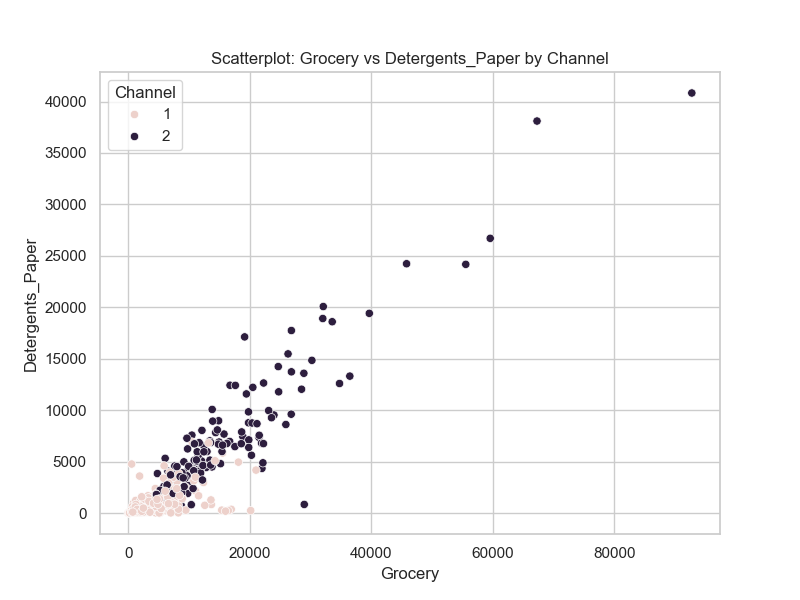 Scatterplot: Grocery vs Detergents_Paper by Channel
Channel
1
2
40000
35000
30000
25000
20000
15000
10000
5000
0
Detergents_Paper
0 20000 40000 60000 80000
Grocery